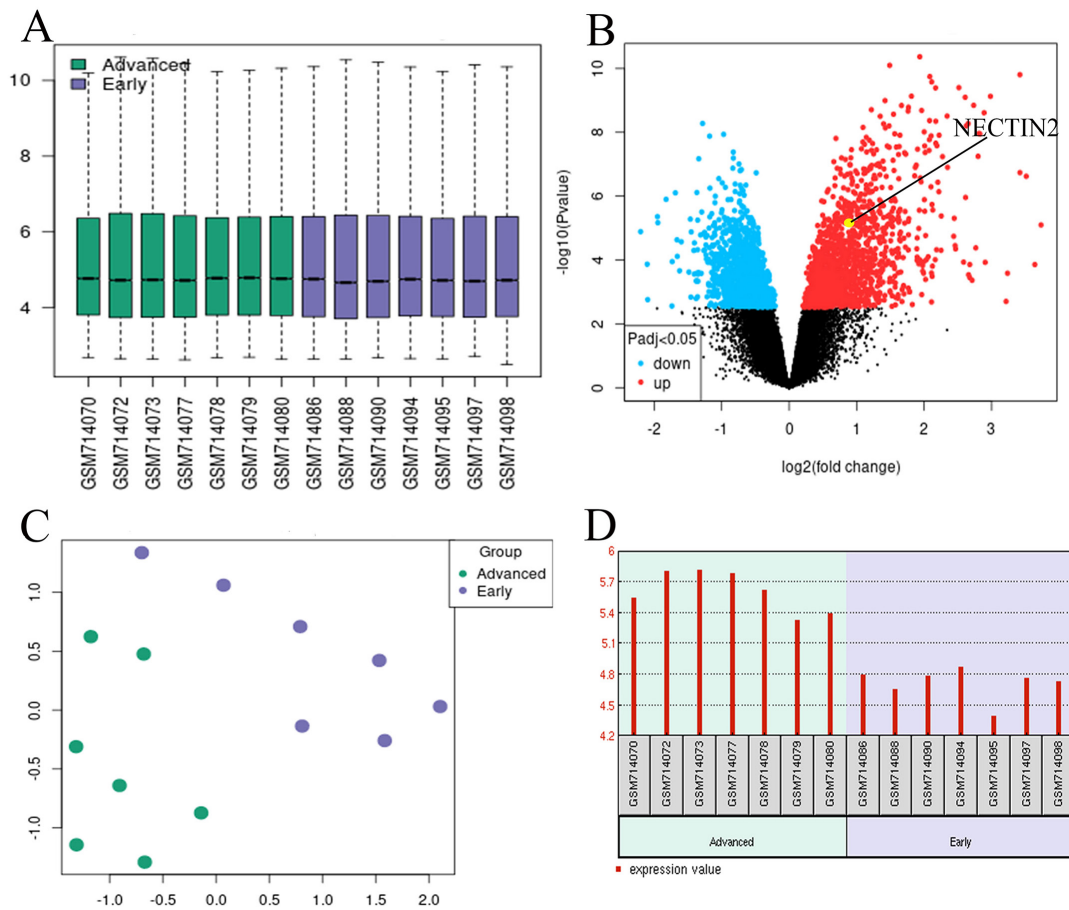 A
Advanced
Early
10
8
6
4
GSM714070
GSM714072
GSM714073
GSM714077
GSM714078
GSM714079
GSM714080
GSM714086
GSM714088
GSM714090
GSM714094
GSM714095
GSM714097
GSM714098
B
-log10(Pvalue)
10
8
6
4
2
0
NECTIN2
Padj<0.05
down
up
-2
-1
0
1
2
3
log2(fold change)
C
Group
Advanced
Early
1.0
0.5
0.0
-0.5
-1.0
-1.0
-0.5
0.0
0.5
1.0
1.5
2.0
D
6
5.7
5.4
5.1
4.8
4.5
4.2
GSM714070
GSM714072
GSM714073
GSM714077
GSM714078
GSM714079
GSM714080
GSM714086
GSM714088
GSM714090
GSM714094
GSM714095
GSM714097
GSM714098
Advanced
Early
expression value